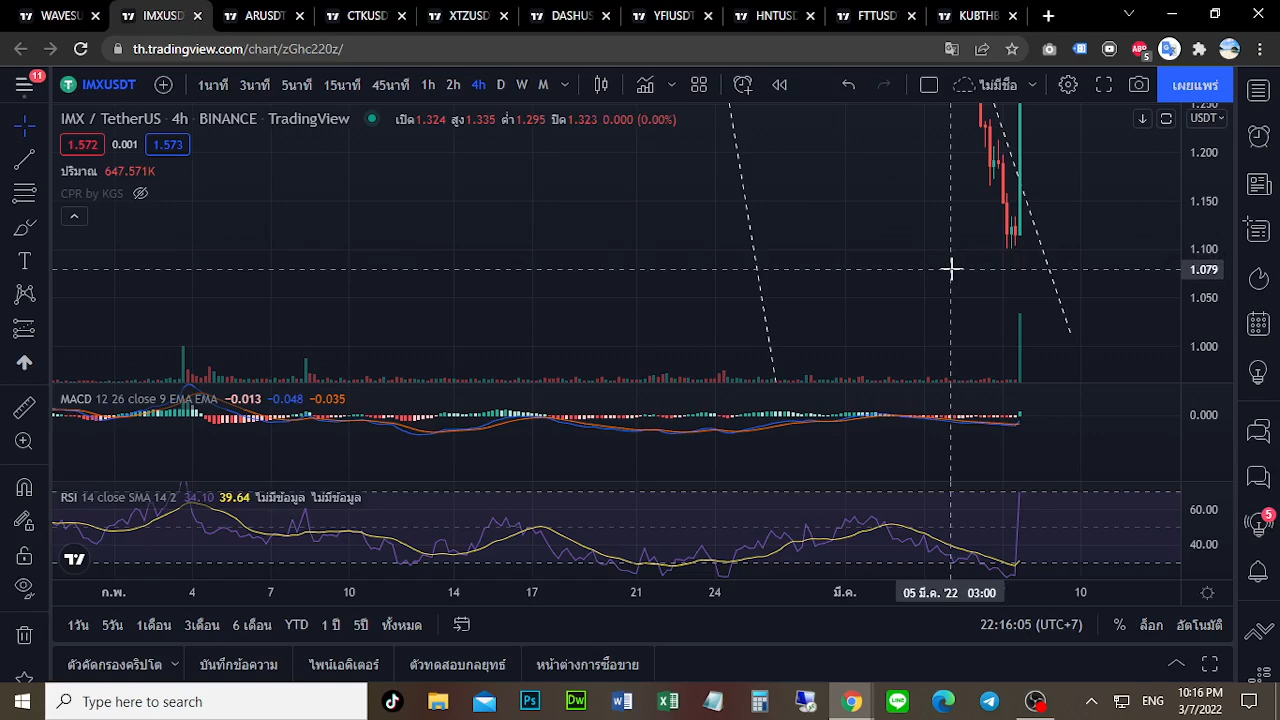 WAVESU IMXUSD ARUSDT CTKUSD XTZUSD DASHUS YFIUSDT HNTUSD FTTUSD KUBTHB
th.tradingview.com/chart/zGhc220z/
11 IMXUSDT 1นาที 3นาที 5นาที 15นาที 45นาที 1h 2h 4h D W M ไม่มีชื่อ เผยแพร่
IMX / TetherUS · 4h · BINANCE · TradingView เปิด1.324 สูง1.335 ต่ำ1.295 ปิด1.323 0.000 (0.00%)
1.250
USDT
1.572 0.001 1.573
1.200
ปริมาณ 647.571K
CPR by KGS
1.150
1.100
1.079
1.050
1.000
MACD 12 26 close 9 EMA EMA −0.013 −0.048 −0.035
0.000
RSI 14 close SMA 14 2 34.10 39.64 ไม่มีข้อมูล ไม่มีข้อมูล
60.00
5
40.00
ก.พ. 4 7 10 14 17 21 24 มี.ค. 05 มี.ค. '22 03:00 10
1วัน 5วัน 1เดือน 3เดือน 6 เดือน YTD 1 ปี 5ปี ทั้งหมด 22:16:05 (UTC+7) % ล็อก อัตโนมัติ
ตัวคัดกรองคริปโต บันทึกข้อความ ไพน์เอดิเตอร์ ตัวทดสอบกลยุทธ์ หน้าต่างการซื้อขาย
Type here to search Ps Dw ENG 10:16 PM
3/7/2022